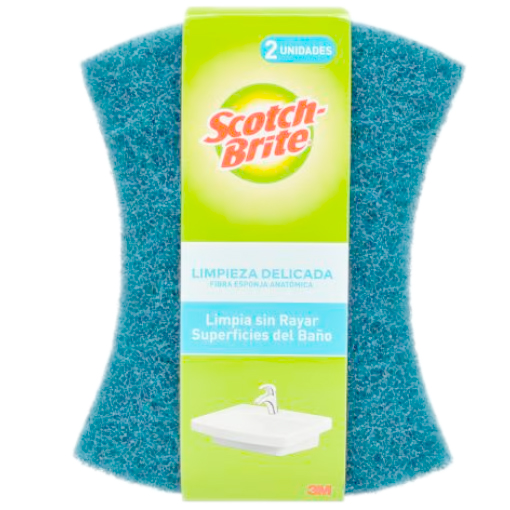 2 UNIDADES
Scotch-
Brite
LIMPIEZA DELICADA
FIBRA ESPONJA ANATÓMICA
Limpia sin Rayar
Superficies del Baño
3M